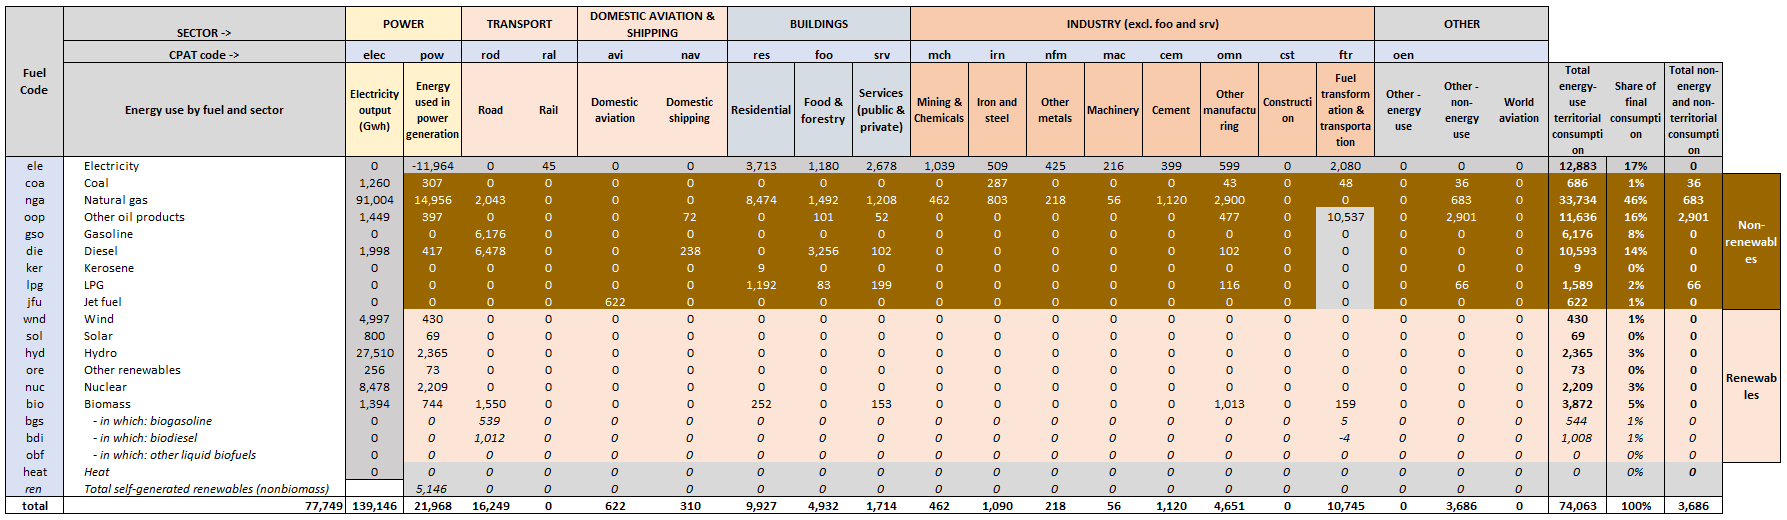 SECTOR -> POWER TRANSPORT DOMESTIC AVIATION & SHIPPING BUILDINGS INDUSTRY (excl. foo and srv) OTHER
CPAT code -> elec pow rod ral avi nav res foo srv mch irn nfm mac cem omn cst ftr oen
Fuel Code Energy use by fuel and sector Electricity output (Gwh) Energy used in power generation Road Rail Domestic aviation Domestic shipping Residential Food & forestry Services (public & private) Mining & Chemicals Iron and steel Other metals Machinery Cement Other manufacturing Construction Fuel transformation & transportation Other - energy use Other - non-energy use World aviation Total energy-use territorial consumption Share of final consumption Total non-energy and non-territorial consumption
ele Electricity 0 -11,964 0 45 0 0 3,713 1,180 2,678 1,039 509 425 216 399 599 0 2,080 0 0 0 12,883 17% 0
coa Coal 1,260 307 0 0 0 0 0 0 0 0 287 0 0 0 43 0 48 0 36 0 686 1% 36
nga Natural gas 91,004 14,956 2,043 0 0 0 8,474 1,492 1,208 462 803 218 56 1,120 2,900 0 0 0 683 0 33,734 46% 683
oop Other oil products 1,449 397 0 0 0 72 0 101 52 0 0 0 0 0 477 0 10,537 0 2,901 0 11,636 16% 2,901
gso Gasoline 0 0 6,176 0 0 0 0 0 0 0 0 0 0 0 0 0 0 0 0 0 6,176 8% 0
die Diesel 1,998 417 6,478 0 0 238 0 3,256 102 0 0 0 0 0 102 0 0 0 0 0 10,593 14% 0
ker Kerosene 0 0 0 0 0 0 9 0 0 0 0 0 0 0 0 0 0 0 0 0 9 0% 0
lpg LPG 0 0 0 0 0 0 1,192 83 199 0 0 0 0 0 116 0 0 0 66 0 1,589 2% 66
jfu Jet fuel 0 0 0 0 622 0 0 0 0 0 0 0 0 0 0 0 0 0 0 0 622 1% 0
Non-renewables
wnd Wind 4,997 430 0 0 0 0 0 0 0 0 0 0 0 0 0 0 0 0 0 0 430 1% 0
sol Solar 800 69 0 0 0 0 0 0 0 0 0 0 0 0 0 0 0 0 0 0 69 0% 0
hyd Hydro 27,510 2,365 0 0 0 0 0 0 0 0 0 0 0 0 0 0 0 0 0 0 2,365 3% 0
ore Other renewables 256 73 0 0 0 0 0 0 0 0 0 0 0 0 0 0 0 0 0 0 73 0% 0
nuc Nuclear 8,478 2,209 0 0 0 0 0 0 0 0 0 0 0 0 0 0 0 0 0 0 2,209 3% 0
bio Biomass 1,394 744 1,550 0 0 0 252 0 153 0 0 0 0 0 1,013 0 159 0 0 0 3,872 5% 0
bgs - in which: biogasoline 0 0 539 0 0 0 0 0 0 0 0 0 0 0 0 0 5 0 0 0 544 1% 0
bdi - in which: biodiesel 0 0 1,012 0 0 0 0 0 0 0 0 0 0 0 0 0 -4 0 0 0 1,008 1% 0
obf - in which: other liquid biofuels 0 0 0 0 0 0 0 0 0 0 0 0 0 0 0 0 0 0 0 0 0 0% 0
Renewables
heat Heat 0 0 0 0 0 0 0 0 0 0 0 0 0 0 0 0 0 0 0 0 0 0% 0
ren Total self-generated renewables (nonbiomass) 5,146 0 0 0 0 0 0 0 0 0 0 0 0 0 0 0 0 0 0
total 77,749 139,146 21,968 16,249 0 622 310 9,927 4,932 1,714 462 1,090 218 56 1,120 4,651 0 10,745 0 3,686 0 74,063 100% 3,686